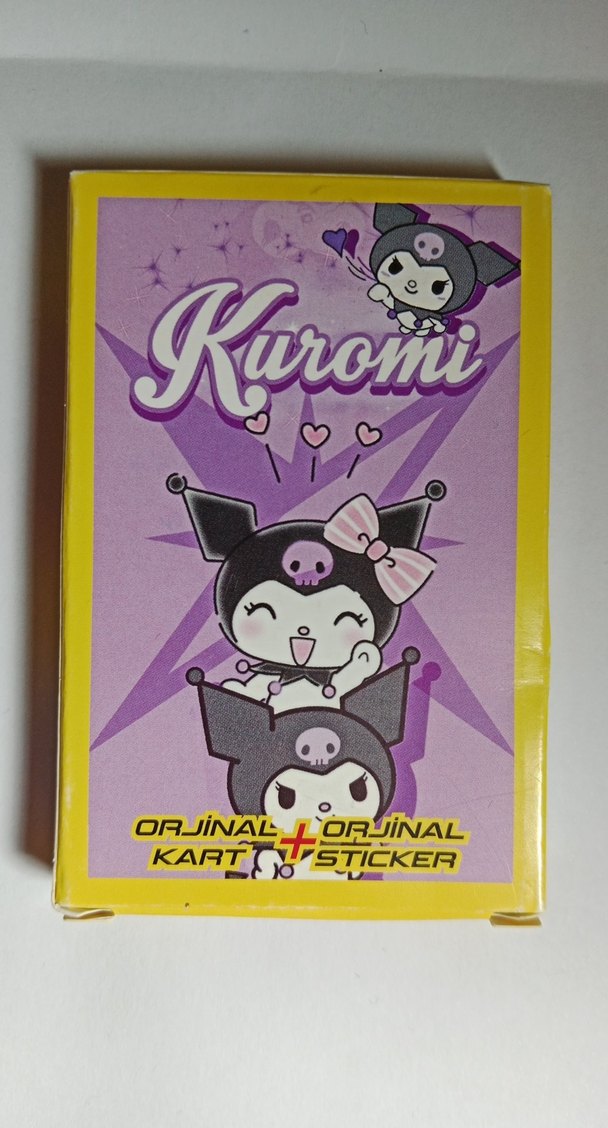 Kuromi
ORJİNAL + ORJİNAL
KART STICKER